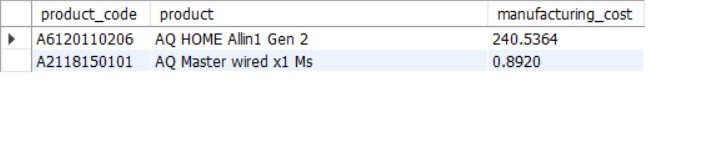 product_code product manufacturing_cost
A6120110206 AQ HOME Allin1 Gen 2 240.5364
A2118150101 AQ Master wired x1 Ms 0.8920